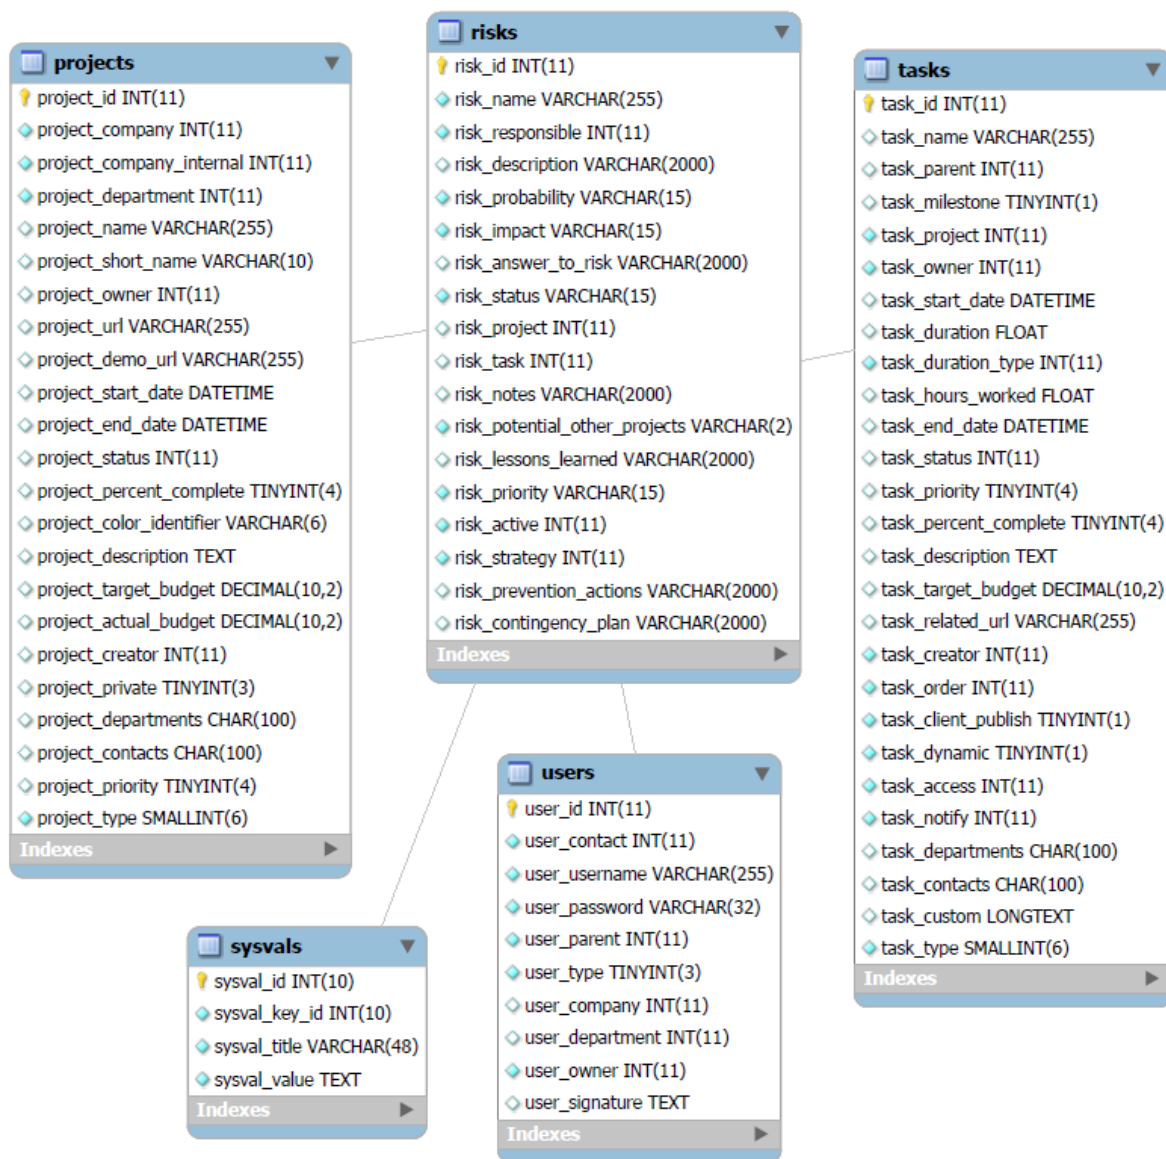 projects
project_id INT(11)
project_company INT(11)
project_company_internal INT(11)
project_department INT(11)
project_name VARCHAR(255)
project_short_name VARCHAR(10)
project_owner INT(11)
project_url VARCHAR(255)
project_demo_url VARCHAR(255)
project_start_date DATETIME
project_end_date DATETIME
project_status INT(11)
project_percent_complete TINYINT(4)
project_color_identifier VARCHAR(6)
project_description TEXT
project_target_budget DECIMAL(10,2)
project_actual_budget DECIMAL(10,2)
project_creator INT(11)
project_private TINYINT(3)
project_departments CHAR(100)
project_contacts CHAR(100)
project_priority TINYINT(4)
project_type SMALLINT(6)
Indexes
risks
risk_id INT(11)
risk_name VARCHAR(255)
risk_responsible INT(11)
risk_description VARCHAR(2000)
risk_probability VARCHAR(15)
risk_impact VARCHAR(15)
risk_answer_to_risk VARCHAR(2000)
risk_status VARCHAR(15)
risk_project INT(11)
risk_task INT(11)
risk_notes VARCHAR(2000)
risk_potential_other_projects VARCHAR(2)
risk_lessons_learned VARCHAR(2000)
risk_priority VARCHAR(15)
risk_active INT(11)
risk_strategy INT(11)
risk_prevention_actions VARCHAR(2000)
risk_contingency_plan VARCHAR(2000)
Indexes
tasks
task_id INT(11)
task_name VARCHAR(255)
task_parent INT(11)
task_milestone TINYINT(1)
task_project INT(11)
task_owner INT(11)
task_start_date DATETIME
task_duration FLOAT
task_duration_type INT(11)
task_hours_worked FLOAT
task_end_date DATETIME
task_status INT(11)
task_priority TINYINT(4)
task_percent_complete TINYINT(4)
task_description TEXT
task_target_budget DECIMAL(10,2)
task_related_url VARCHAR(255)
task_creator INT(11)
task_order INT(11)
task_client_publish TINYINT(1)
task_dynamic TINYINT(1)
task_access INT(11)
task_notify INT(11)
task_departments CHAR(100)
task_contacts CHAR(100)
task_custom LONGTEXT
task_type SMALLINT(6)
Indexes
sysvals
sysval_id INT(10)
sysval_key_id INT(10)
sysval_title VARCHAR(48)
sysval_value TEXT
Indexes
users
user_id INT(11)
user_contact INT(11)
user_username VARCHAR(255)
user_password VARCHAR(32)
user_parent INT(11)
user_type TINYINT(3)
user_company INT(11)
user_department INT(11)
user_owner INT(11)
user_signature TEXT
Indexes